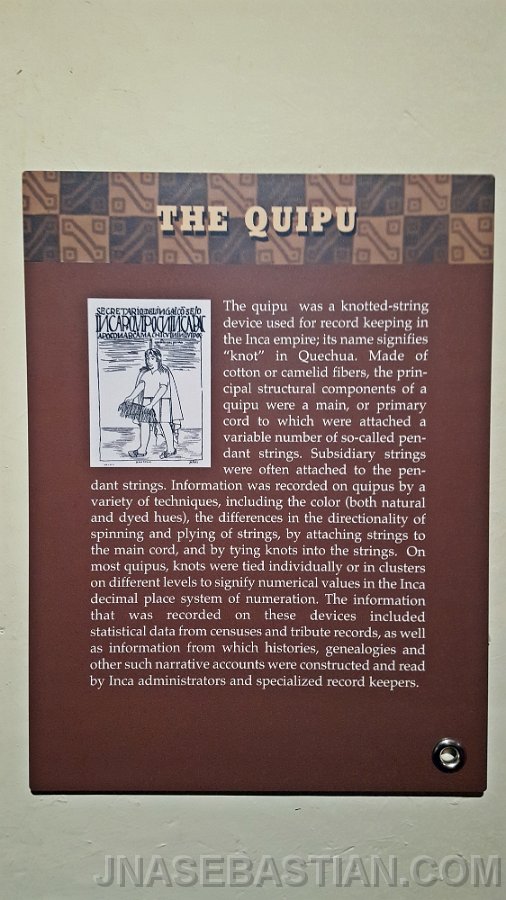 THE QUIPU
SECRETARIO DEL INGA I CÕSEIO
The quipu was a knotted-string
device used for record keeping in
the Inca empire; its name signifies
“knot” in Quechua. Made of
cotton or camelid fibers, the prin-
cipal structural components of a
quipu were a main, or primary
cord to which were attached a
variable number of so-called pen-
dant strings. Subsidiary strings
were often attached to the pen-
dant strings. Information was recorded on quipus by a
variety of techniques, including the color (both natural
and dyed hues), the differences in the directionality of
spinning and plying of strings, by attaching strings to
the main cord, and by tying knots into the strings. On
most quipus, knots were tied individually or in clusters
on different levels to signify numerical values in the Inca
decimal place system of numeration. The information
that was recorded on these devices included
statistical data from censuses and tribute records, as well
as information from which histories, genealogies and
other such narrative accounts were constructed and read
by Inca administrators and specialized record keepers.
JNASEBASTIAN.COM